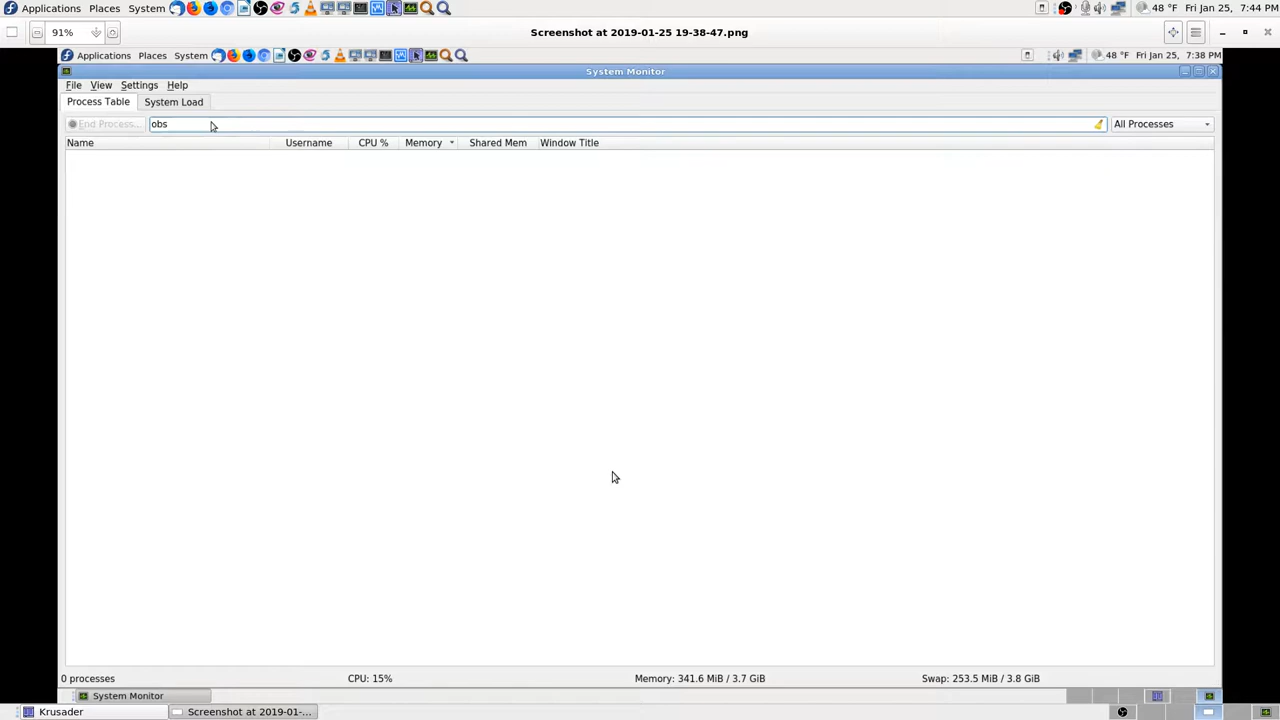 Applications Places System 48 °F Fri Jan 25, 7:44 PM
91% Screenshot at 2019-01-25 19-38-47.png
Applications Places System 48 °F Fri Jan 25, 7:38 PM
System Monitor
File View Settings Help
Process Table System Load
End Process... obs All Processes
Name Username CPU % Memory Shared Mem Window Title
0 processes CPU: 15% Memory: 341.6 MiB / 3.7 GiB Swap: 253.5 MiB / 3.8 GiB
System Monitor
Krusader Screenshot at 2019-01-...